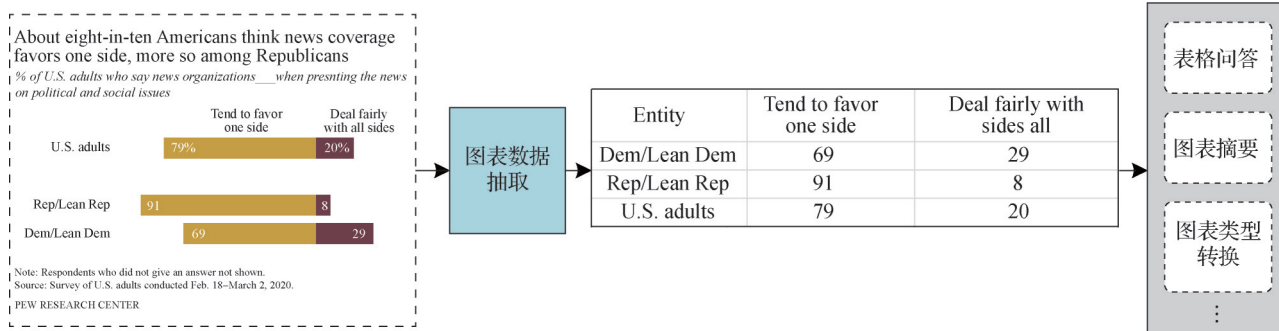 About eight-in-ten Americans think news coverage
favors one side, more so among Republicans
% of U.S. adults who say news organizations___when presnting the news
on political and social issues
Tend to favor
one side
Deal fairly
with all sides
U.S. adults
79%
20%
Rep/Lean Rep
91
8
Dem/Lean Dem
69
29
Note: Respondents who did not give an answer not shown.
Source: Survey of U.S. adults conducted Feb. 18–March 2, 2020.
PEW RESEARCH CENTER
图表数据
抽取
Entity
Tend to favor
one side
Deal fairly with
sides all
Dem/Lean Dem 69 29
Rep/Lean Rep 91 8
U.S. adults 79 20
表格问答
图表摘要
图表类型
转换
⋮